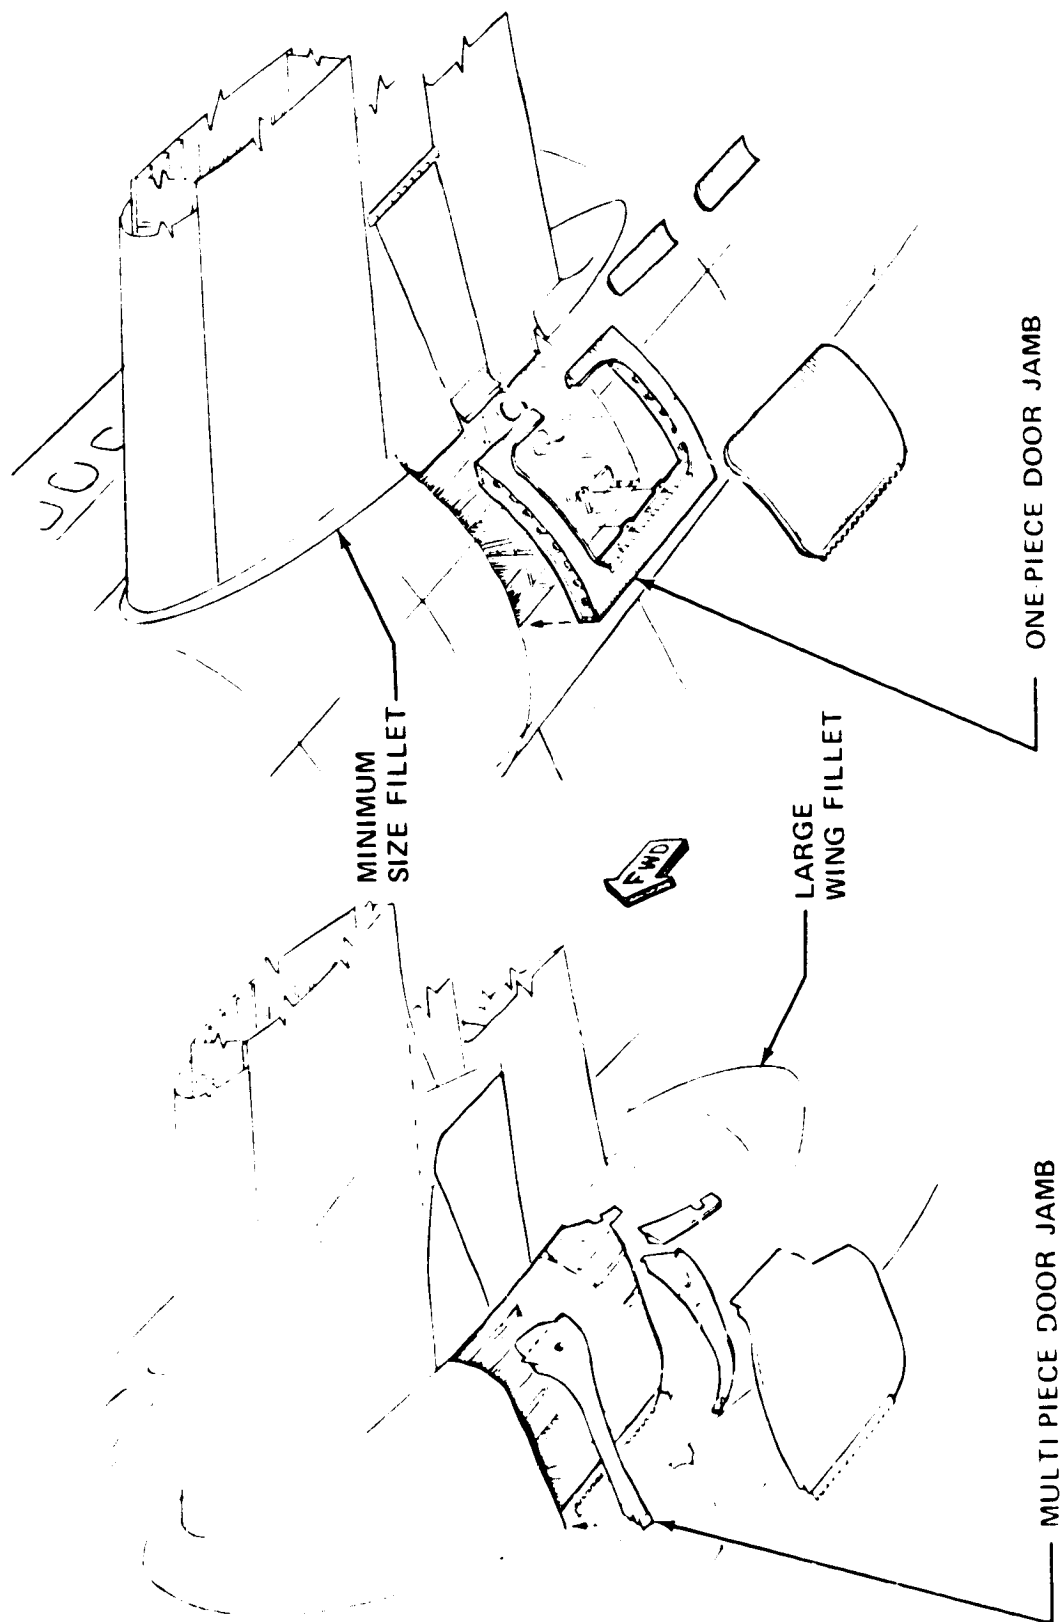 MINIMUM
SIZE FILLET
FWD
LARGE
WING FILLET
MULTI PIECE DOOR JAMB
ONE-PIECE DOOR JAMB